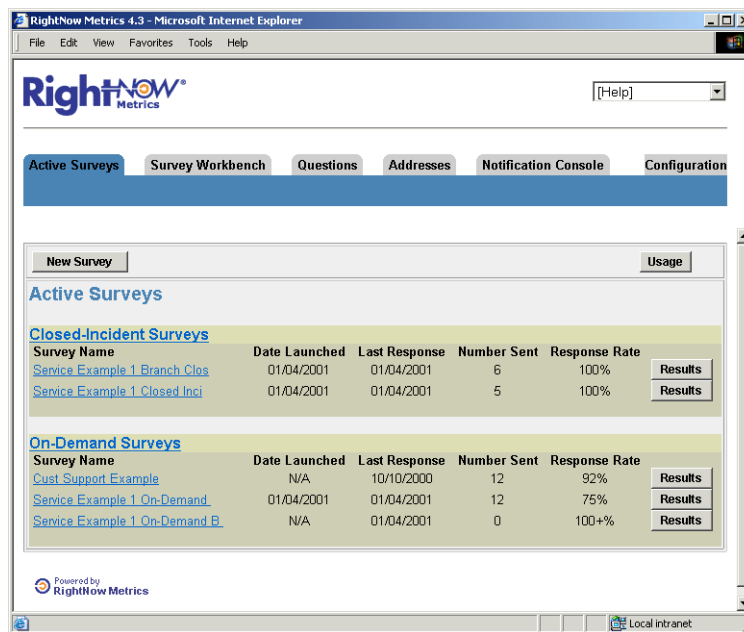 RightNow Metrics 4.3 - Microsoft Internet Explorer
File Edit View Favorites Tools Help
RightNOW®
Metrics
[Help]
Active Surveys Survey Workbench Questions Addresses Notification Console Configuration
New Survey Usage
Active Surveys
Closed-Incident Surveys
Survey Name Date Launched Last Response Number Sent Response Rate
Service Example 1 Branch Clos 01/04/2001 01/04/2001 6 100% Results
Service Example 1 Closed Inci 01/04/2001 01/04/2001 5 100% Results
On-Demand Surveys
Survey Name Date Launched Last Response Number Sent Response Rate
Cust Support Example N/A 10/10/2000 12 92% Results
Service Example 1 On-Demand 01/04/2001 01/04/2001 12 75% Results
Service Example 1 On-Demand B N/A 01/04/2001 0 100+% Results
Powered by
RightNow Metrics
Local intranet